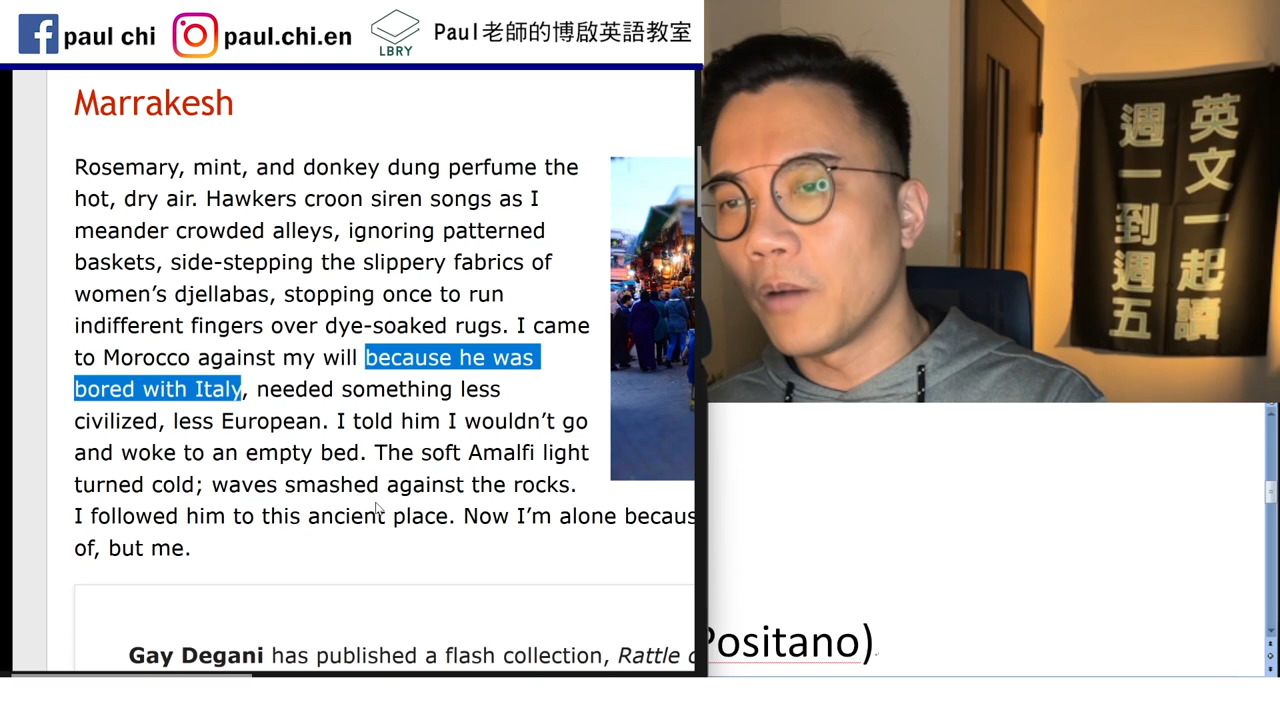 paul chi
paul.chi.en
LBRY
Paul老師的博啟英語教室
Marrakesh
Rosemary, mint, and donkey dung perfume the
hot, dry air. Hawkers croon siren songs as I
meander crowded alleys, ignoring patterned
baskets, side-stepping the slippery fabrics of
women’s djellabas, stopping once to run
indifferent fingers over dye-soaked rugs. I came
to Morocco against my will because he was
bored with Italy, needed something less
civilized, less European. I told him I wouldn’t go
and woke to an empty bed. The soft Amalfi light
turned cold; waves smashed against the rocks.
I followed him to this ancient place. Now I’m alone becaus
of, but me.
Gay Degani has published a flash collection, Rattle
Positano)
英文一起讀
週一到週五